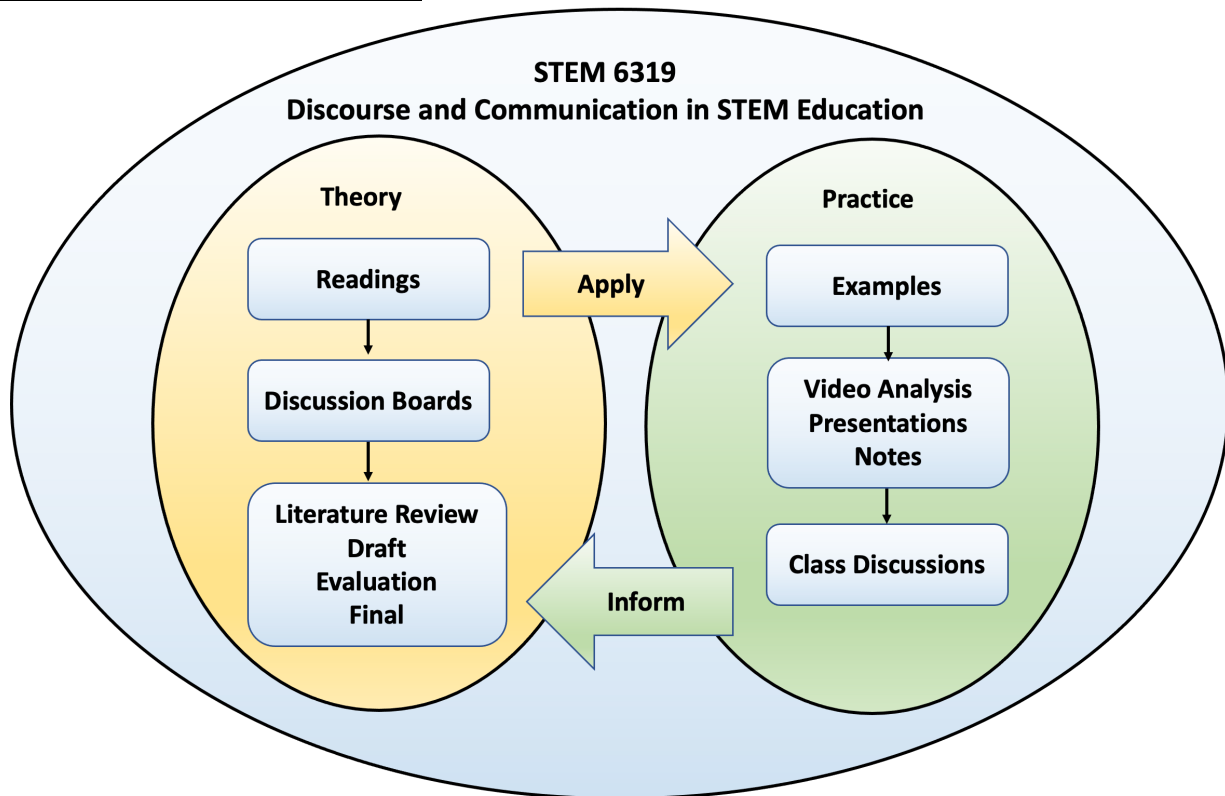 STEM 6319
Discourse and Communication in STEM Education
Theory
Readings
Discussion Boards
Literature Review
Draft
Evaluation
Final
Apply
Inform
Practice
Examples
Video Analysis
Presentations
Notes
Class Discussions